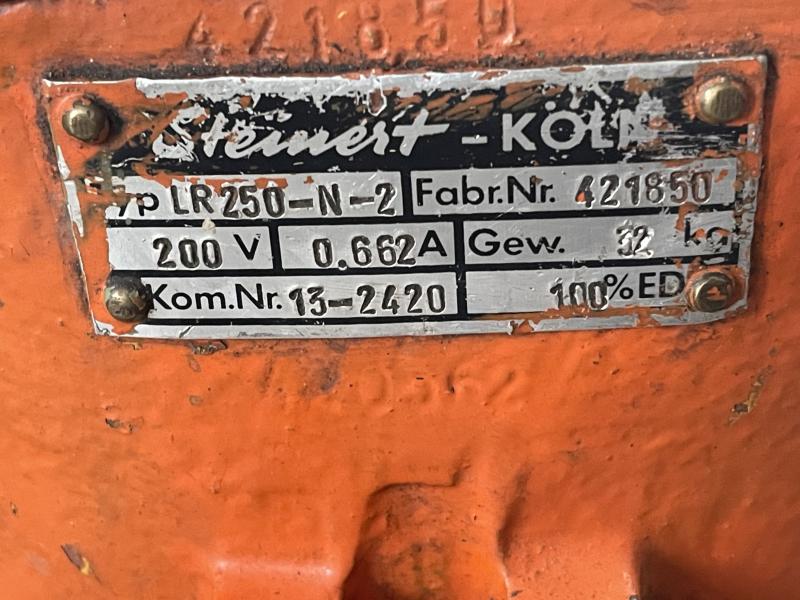 421850
Steinert - KÖLN
Typ LR 250-N-2 Fabr.Nr. 421850
200 V 0.662 A Gew. 32 kg
Kom.Nr. 13-2420 100 % ED